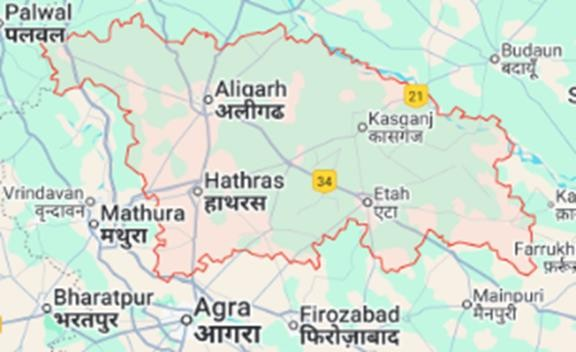 Palwal
पलवल
Budaun
बदायूँ
Aligarh
अलीगढ
21
Kasganj
कासगंज
Hathras
हाथरस
34
Etah
एटा
Vrindavan
वृन्दावन
Mathura
मथुरा
Farrukh
Bharatpur
भरतपुर
Agra
आगरा
Firozabad
फिरोज़ाबाद
Mainpuri
मैनपुरी